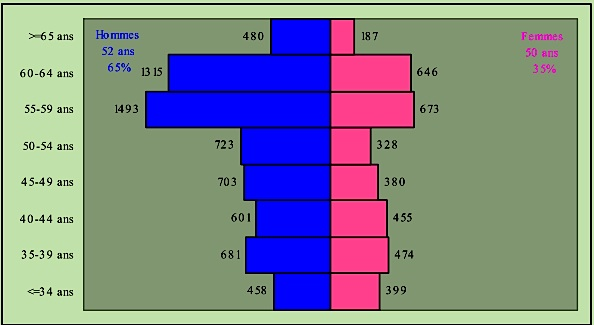 >=65 ans 480 187
Hommes
52 ans
65%
Femmes
50 ans
35%
60-64 ans 1315 646
55-59 ans 1493 673
50-54 ans 723 328
45-49 ans 703 380
40-44 ans 601 455
35-39 ans 681 474
<=34 ans 458 399